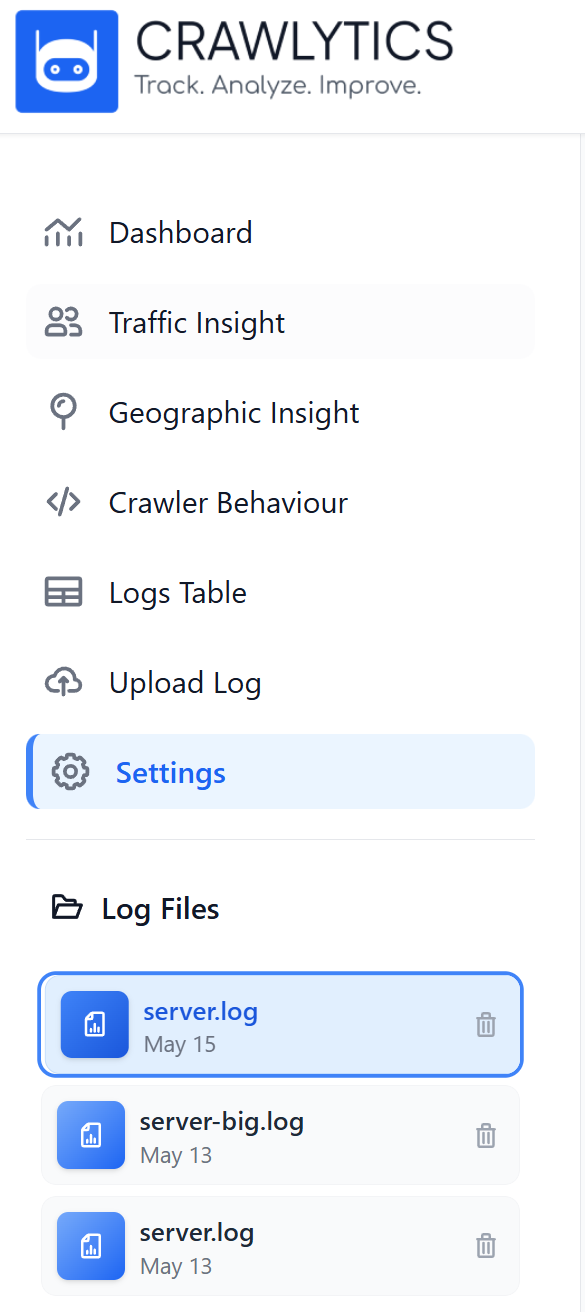 CRAWLYTICS
Track. Analyze. Improve.
Dashboard
Traffic Insight
Geographic Insight
Crawler Behaviour
Logs Table
Upload Log
Settings
Log Files
server.log
May 15
server-big.log
May 13
server.log
May 13